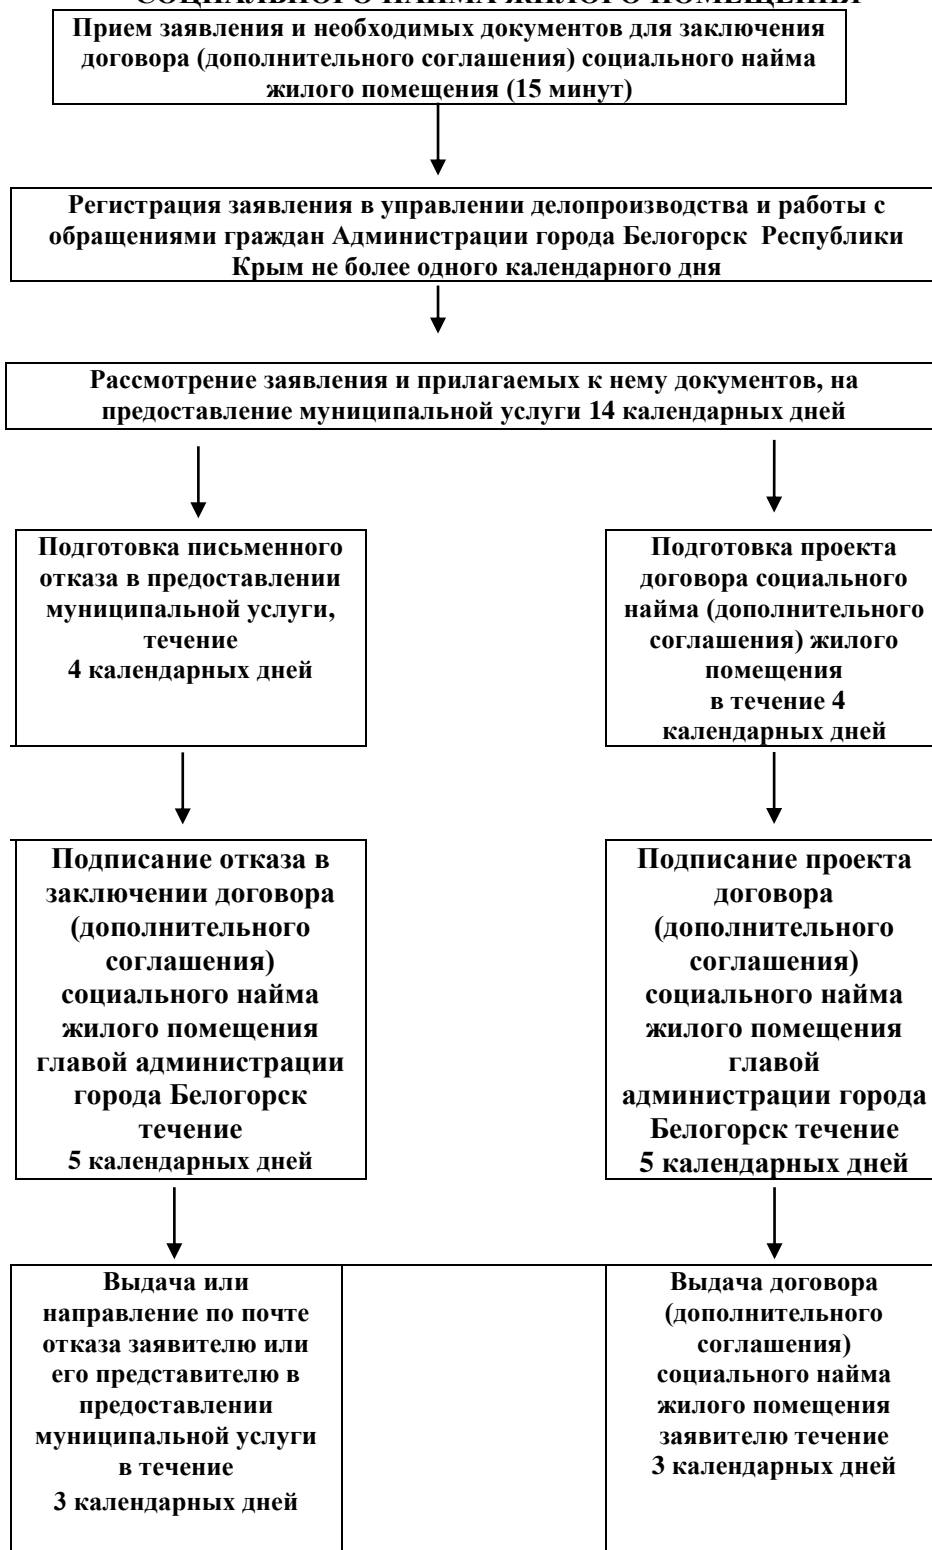 СОЦИАЛЬНОГО НАЙМА ЖИЛОГО ПОМЕЩЕНИЯ
Прием заявления и необходимых документов для заключения
договора (дополнительного соглашения) социального найма
жилого помещения (15 минут)
Регистрация заявления в управлении делопроизводства и работы с
обращениями граждан Администрации города Белогорск Республики
Крым не более одного календарного дня
Рассмотрение заявления и прилагаемых к нему документов, на
предоставление муниципальной услуги 14 календарных дней
Подготовка письменного
отказа в предоставлении
муниципальной услуги,
течение
4 календарных дней
Подготовка проекта
договора социального
найма (дополнительного
соглашения) жилого
помещения
в течение 4
календарных дней
Подписание отказа в
заключении договора
(дополнительного
соглашения)
социального найма
жилого помещения
главой администрации
города Белогорск
течение
5 календарных дней
Подписание проекта
договора
(дополнительного
соглашения)
социального найма
жилого помещения
главой
администрации города
Белогорск течение
5 календарных дней
Выдача или
направление по почте
отказа заявителю или
его представителю в
предоставлении
муниципальной услуги
в течение
3 календарных дней
Выдача договора
(дополнительного
соглашения)
социального найма
жилого помещения
заявителю течение
3 календарных дней